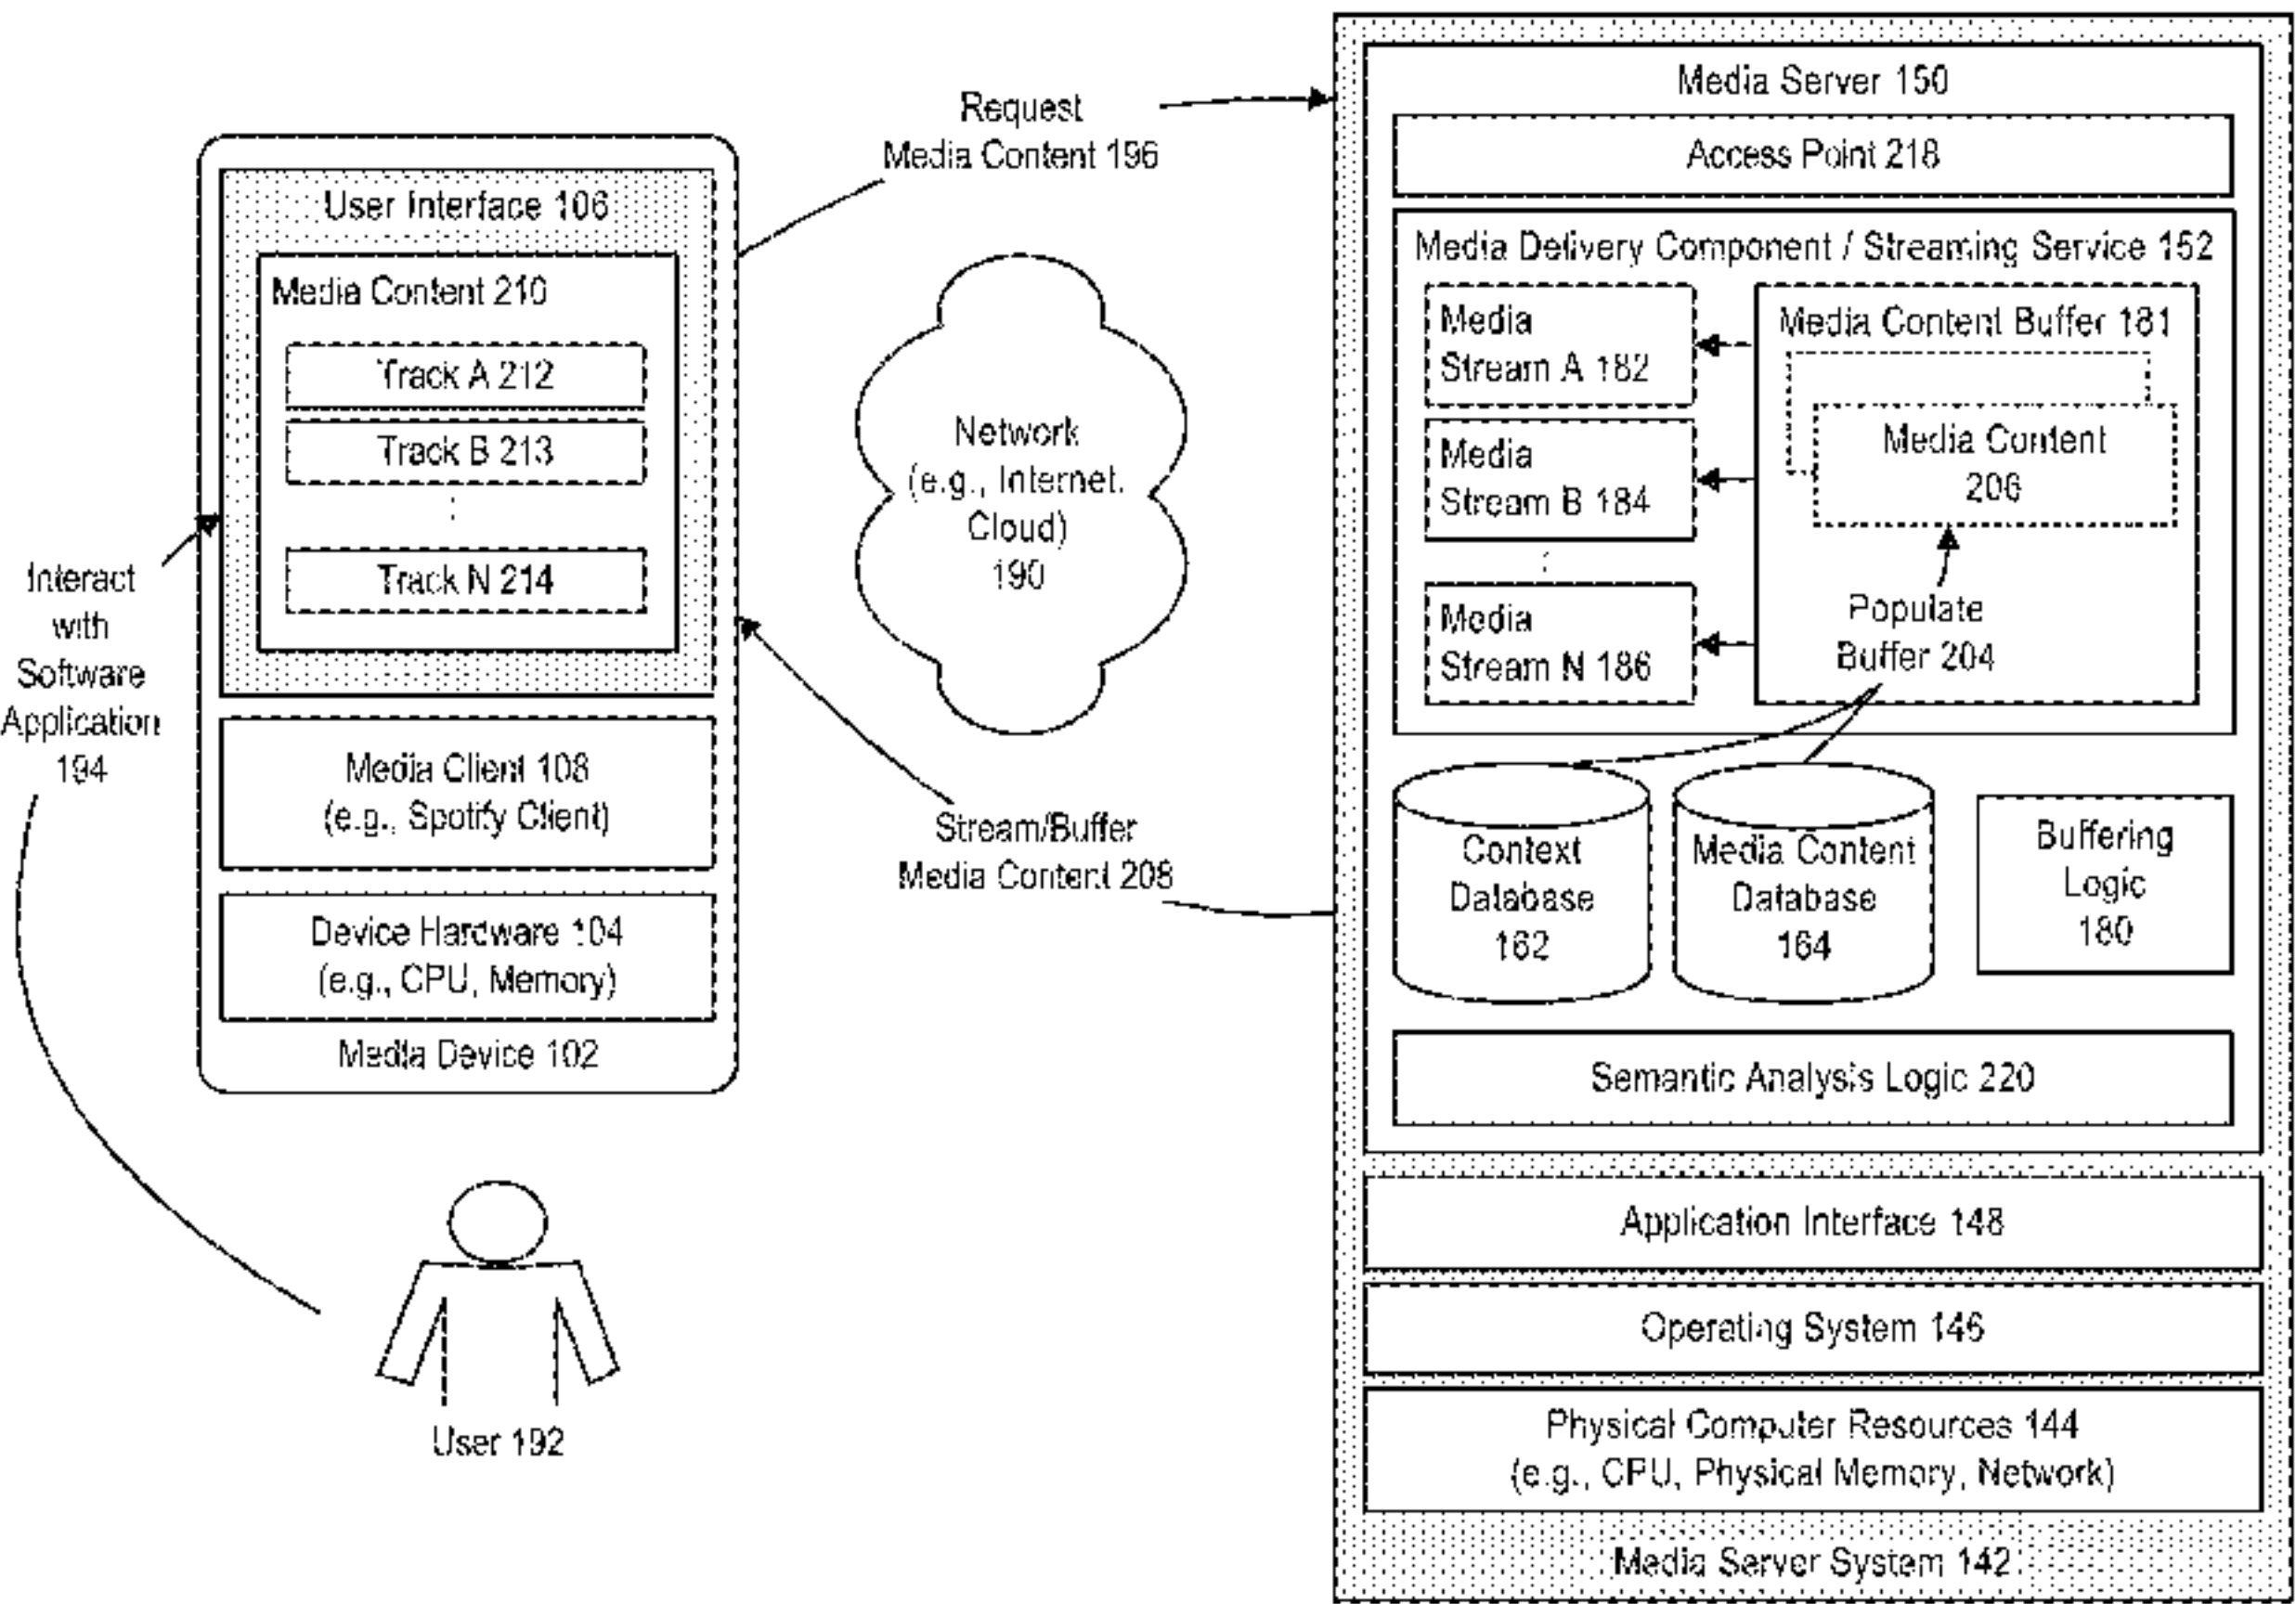 Request
Media Content 196
User Interface 106
Media Content 210
Track A 212
Track B 213
Track N 214
Interact
with
Software
Application
194
Media Client 108
(e.g., Spotify Client)
Device Hardware 104
(e.g., CPU, Memory)
Media Device 102
User 192
Network
(e.g., Internet,
Cloud)
190
Stream/Buffer
Media Content 208
Media Server 150
Access Point 218
Media Delivery Component / Streaming Service 152
Media
Stream A 182
Media
Stream B 184
Media
Stream N 186
Media Content Buffer 181
Media Content
206
Populate
Buffer 204
Context
Database
162
Media Content
Database
164
Buffering
Logic
180
Semantic Analysis Logic 220
Application Interface 148
Operating System 146
Physical Computer Resources 144
(e.g., CPU, Physical Memory, Network)
Media Server System 142